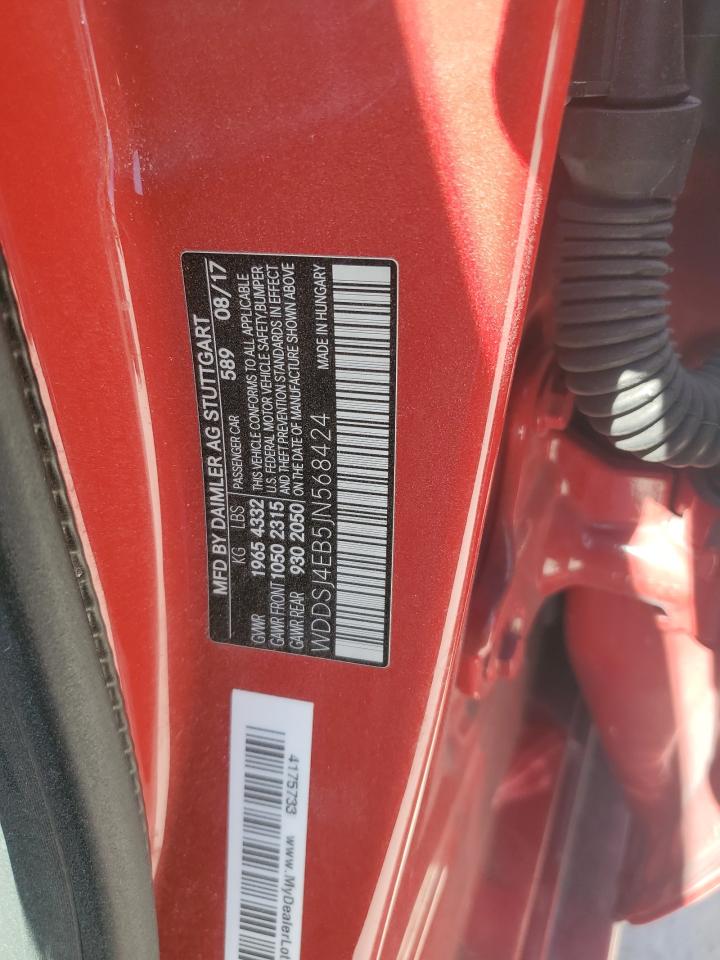 MFD BY DAIMLER AG STUTTGART
KG LBS PASSENGER CAR 589 08/17
GVWR 1965 4332 THIS VEHICLE CONFORMS TO ALL APPLICABLE
GAWR FRONT 1050 2315 U.S. FEDERAL MOTOR VEHICLE SAFETY,BUMPER
GAWR REAR 930 2050 AND THEFT PREVENTION STANDARDS IN EFFECT
ON THE DATE OF MANUFACTURE SHOWN ABOVE
WDDSJ4EB5JN568424 MADE IN HUNGARY
4175733 www.MyDealerLot